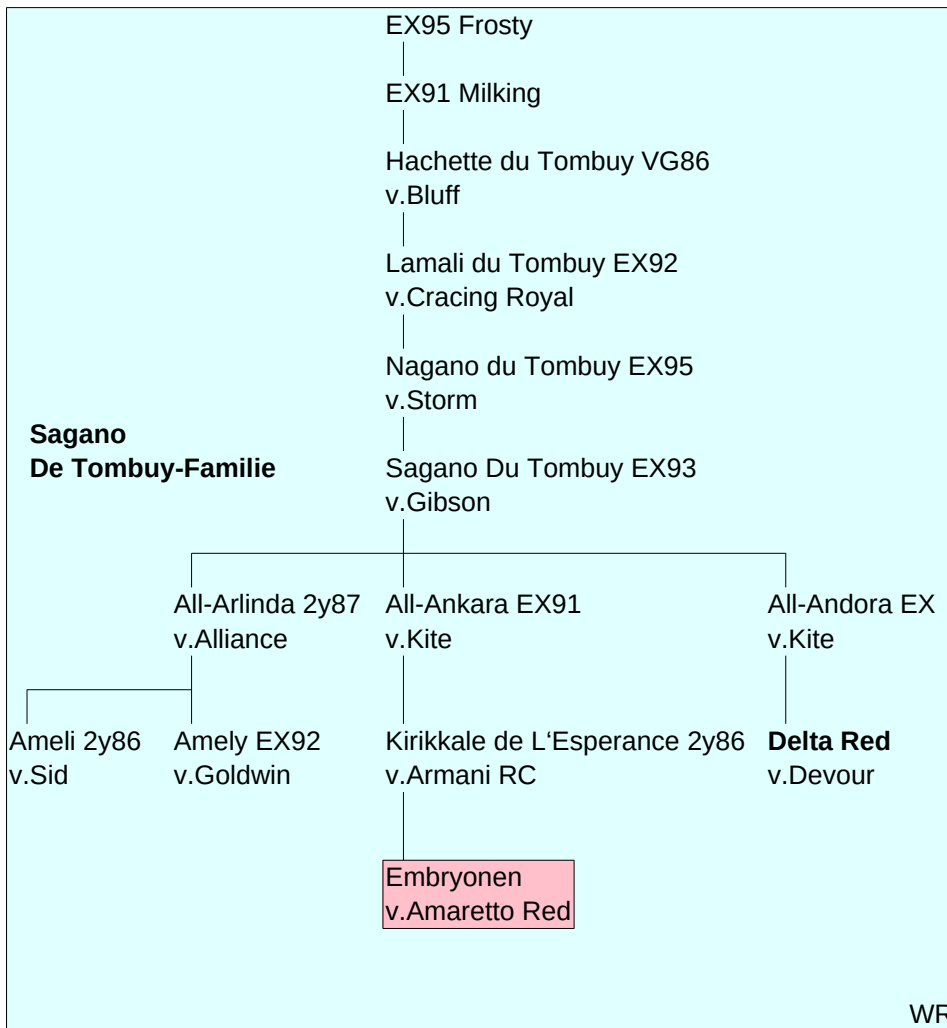 EX95 Frosty
EX91 Milking
Hachette du Tombuy VG86
v.Bluff
Lamali du Tombuy EX92
v.Cracing Royal
Nagano du Tombuy EX95
v.Storm
Sagano
De Tombuy-Familie
Sagano Du Tombuy EX93
v.Gibson
All-Arlinda 2y87
v.Alliance
All-Ankara EX91
v.Kite
All-Andora EX
v.Kite
Ameli 2y86
v.Sid
Amely EX92
v.Goldwin
Kirikkale de L‘Esperance 2y86
v.Armani RC
Delta Red
v.Devour
Embryonen
v.Amaretto Red
WR